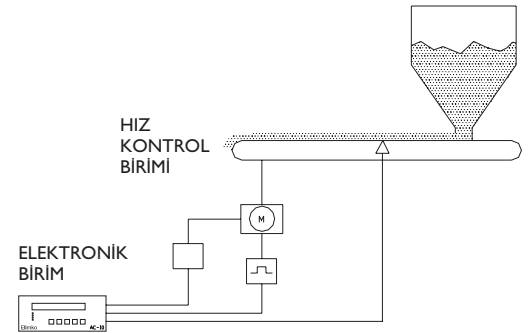 HIZ
KONTROL
BİRİMİ
M
ELEKTRONİK
BİRİM
Elimko AC-10